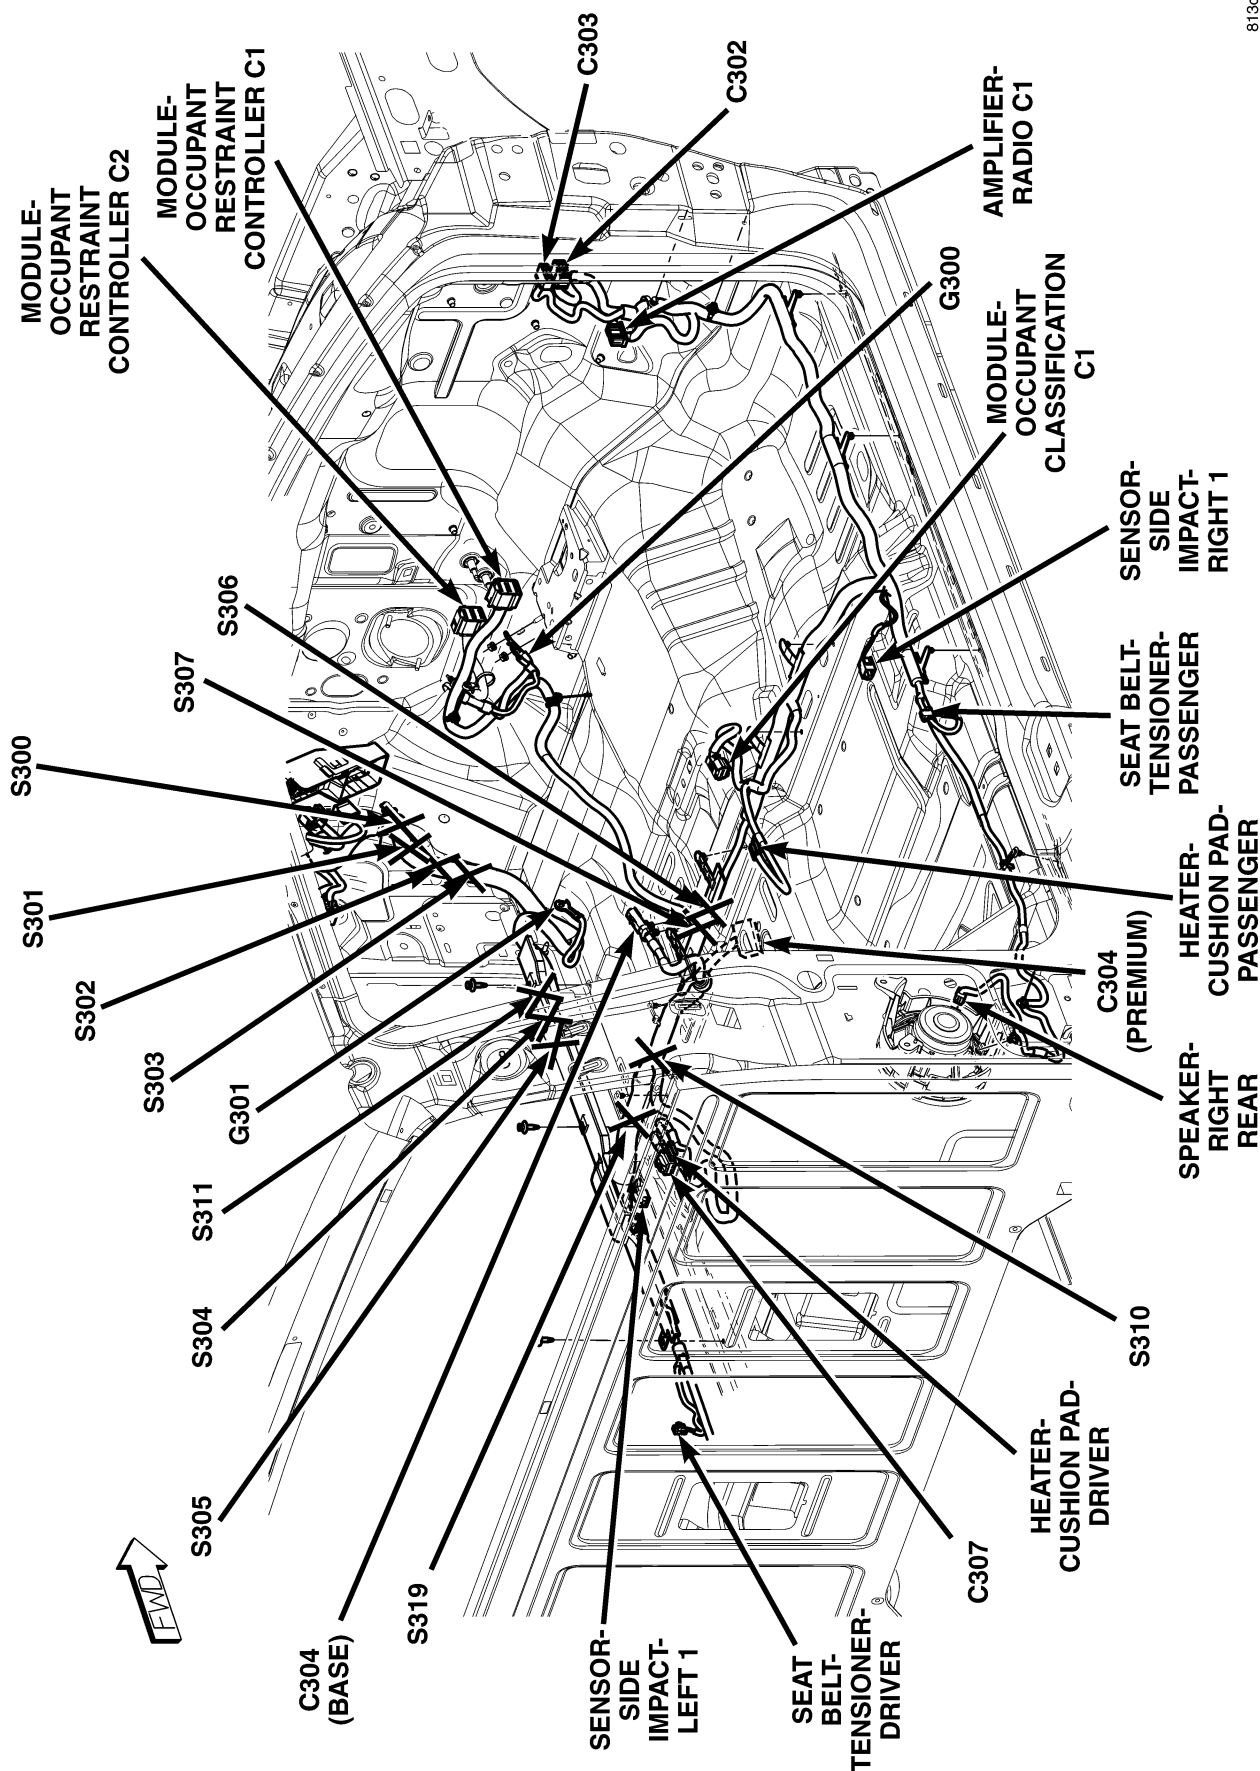 MODULE-
OCCUPANT
RESTRAINT
CONTROLLER C2
MODULE-
OCCUPANT
RESTRAINT
CONTROLLER C1
C303
C302
AMPLIFIER-
RADIO C1
G300
MODULE-
OCCUPANT
CLASSIFICATION
C1
SENSOR-
SIDE
IMPACT-
RIGHT 1
SEAT BELT-
TENSIONER-
PASSENGER
HEATER-
CUSHION PAD-
PASSENGER
C304
(PREMIUM)
SPEAKER-
RIGHT
REAR
S310
HEATER-
CUSHION PAD-
DRIVER
C307
SEAT
BELT-
TENSIONER-
DRIVER
SENSOR-
SIDE
IMPACT-
LEFT 1
S319
C304
(BASE)
S305
S304
S311
G301
S303
S302
S301
S300
S307
S306
FWD